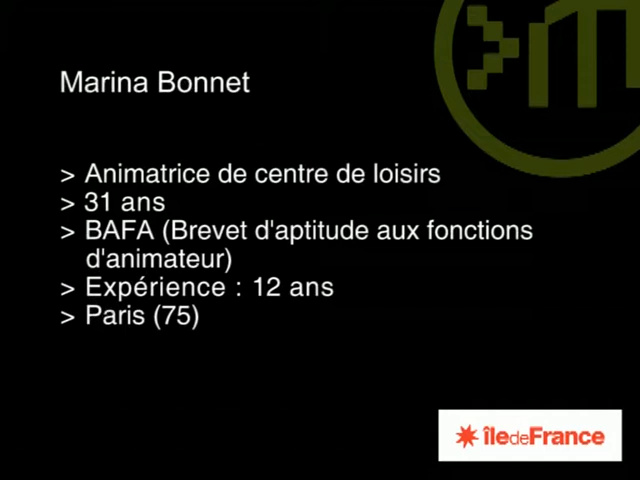 Marina Bonnet
> Animatrice de centre de loisirs
> 31 ans
> BAFA (Brevet d'aptitude aux fonctions
d'animateur)
> Expérience : 12 ans
> Paris (75)
îledeFrance